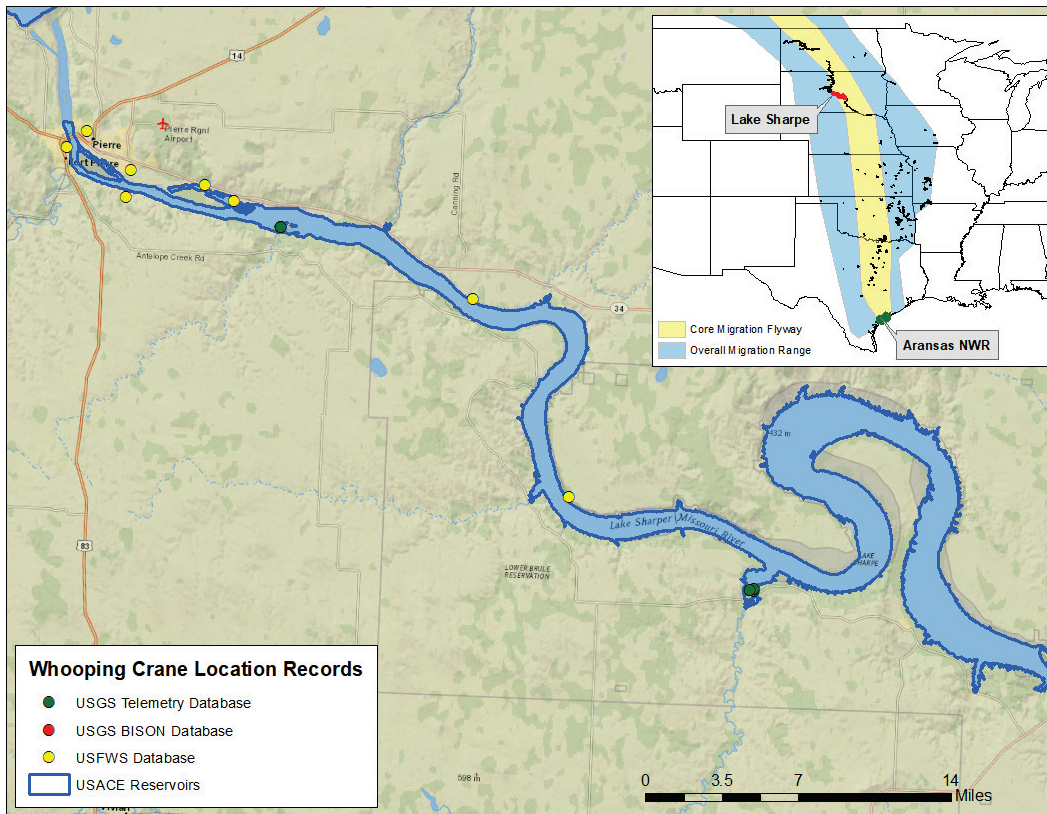 14
Pierre Rgnl
Airport
Pierre
Fort Pierre
Canning Rd
Antelope Creek Rd
34
Lake Sharpe
Aransas NWR
Core Migration Flyway
Overall Migration Range
432 m
83
Lake Sharper Missouri River
LAKE
SHARPE
LOWER BRULE
RESERVATION
Whooping Crane Location Records
USGS Telemetry Database
USGS BISON Database
USFWS Database
USACE Reservoirs
598 m
0 3.5 7 14
Miles